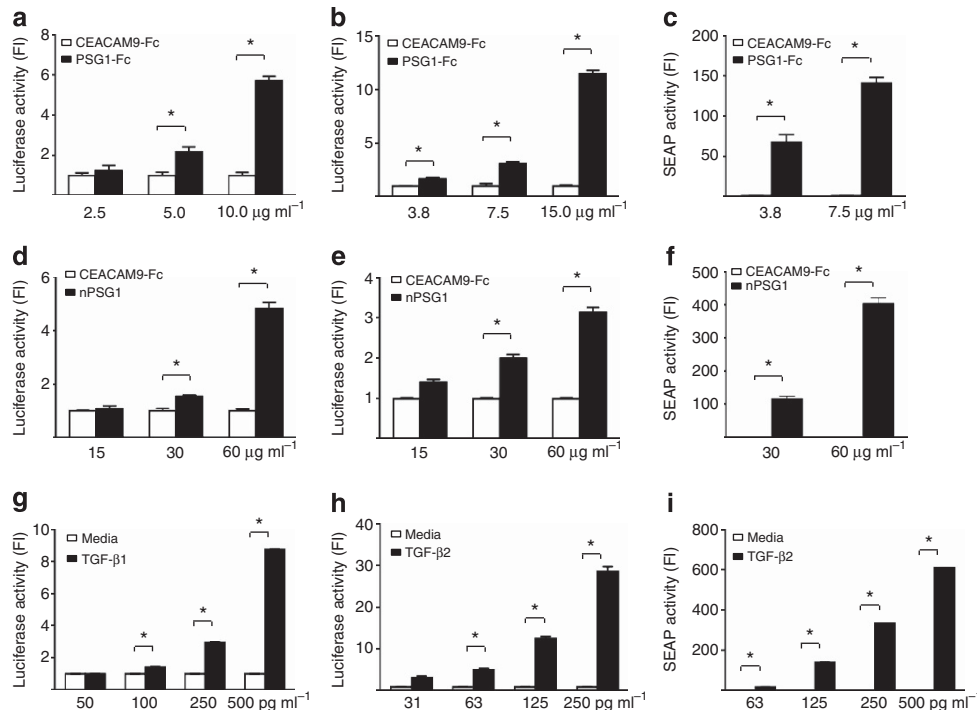 a
CEACAM9-Fc
PSG1-Fc
Luciferase activity (FI)
8
6
4
2
*
*
2.5 5.0 10.0 µg ml−1
b
CEACAM9-Fc
PSG1-Fc
Luciferase activity (FI)
15
10
5
*
*
*
3.8 7.5 15.0 µg ml−1
c
CEACAM9-Fc
PSG1-Fc
SEAP activity (FI)
200
150
100
50
*
*
3.8 7.5 µg ml−1
d
CEACAM9-Fc
nPSG1
Luciferase activity (FI)
6
4
2
*
*
15 30 60 µg ml−1
e
CEACAM9-Fc
nPSG1
Luciferase activity (FI)
4
3
2
1
*
*
15 30 60 µg ml−1
f
CEACAM9-Fc
nPSG1
SEAP activity (FI)
500
400
300
200
100
*
*
30 60 µg ml−1
g
Media
TGF-β1
Luciferase activity (FI)
10
8
6
4
2
*
*
*
50 100 250 500 pg ml−1
h
Media
TGF-β2
Luciferase activity (FI)
40
30
20
10
*
*
*
31 63 125 250 pg ml−1
i
Media
TGF-β2
SEAP activity (FI)
800
600
400
200
*
*
*
*
63 125 250 500 pg ml−1